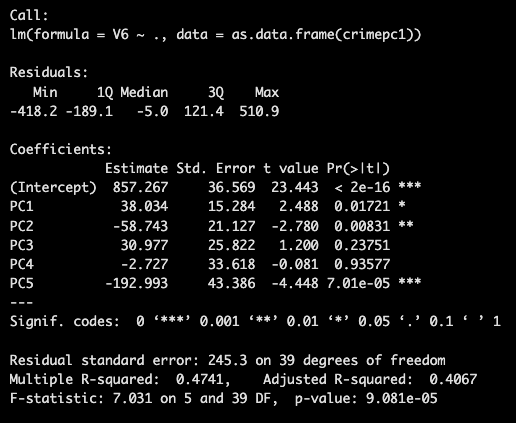 Call:
lm(formula = V6 ~ ., data = as.data.frame(crimepc1))

Residuals:
   Min     1Q Median     3Q    Max
-418.2 -189.1   -5.0  121.4  510.9

Coefficients:
            Estimate Std. Error t value Pr(>|t|)
(Intercept)  857.267     36.569  23.443  < 2e-16 ***
PC1           38.034     15.284   2.488  0.01721 *
PC2          -58.743     21.127  -2.780  0.00831 **
PC3           30.977     25.822   1.200  0.23751
PC4           -2.727     33.618  -0.081  0.93577
PC5         -192.993     43.386  -4.448 7.01e-05 ***
---
Signif. codes:  0 ‘***’ 0.001 ‘**’ 0.01 ‘*’ 0.05 ‘.’ 0.1 ‘ ’ 1

Residual standard error: 245.3 on 39 degrees of freedom
Multiple R-squared:  0.4741,    Adjusted R-squared:  0.4067
F-statistic: 7.031 on 5 and 39 DF,  p-value: 9.081e-05